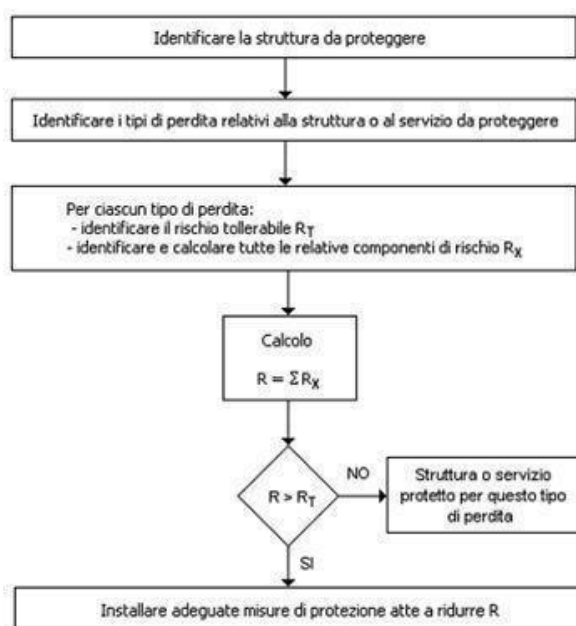 Identificare la struttura da proteggere
Identificare i tipi di perdita relativi alla struttura o al servizio da proteggere
Per ciascun tipo di perdita:
- identificare il rischio tollerabile RT
- identificare e calcolare tutte le relative componenti di rischio RX
Calcolo
R = ΣRX
R > RT
NO
Struttura o servizio
protetto per questo tipo
di perdita
SI
Installare adeguate misure di protezione atte a ridurre R